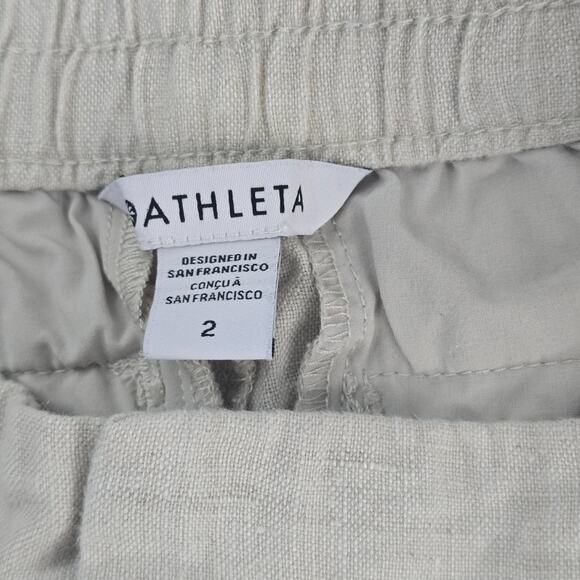 ATHLETA
DESIGNED IN
SAN FRANCISCO
CONÇU À
SAN FRANCISCO
2